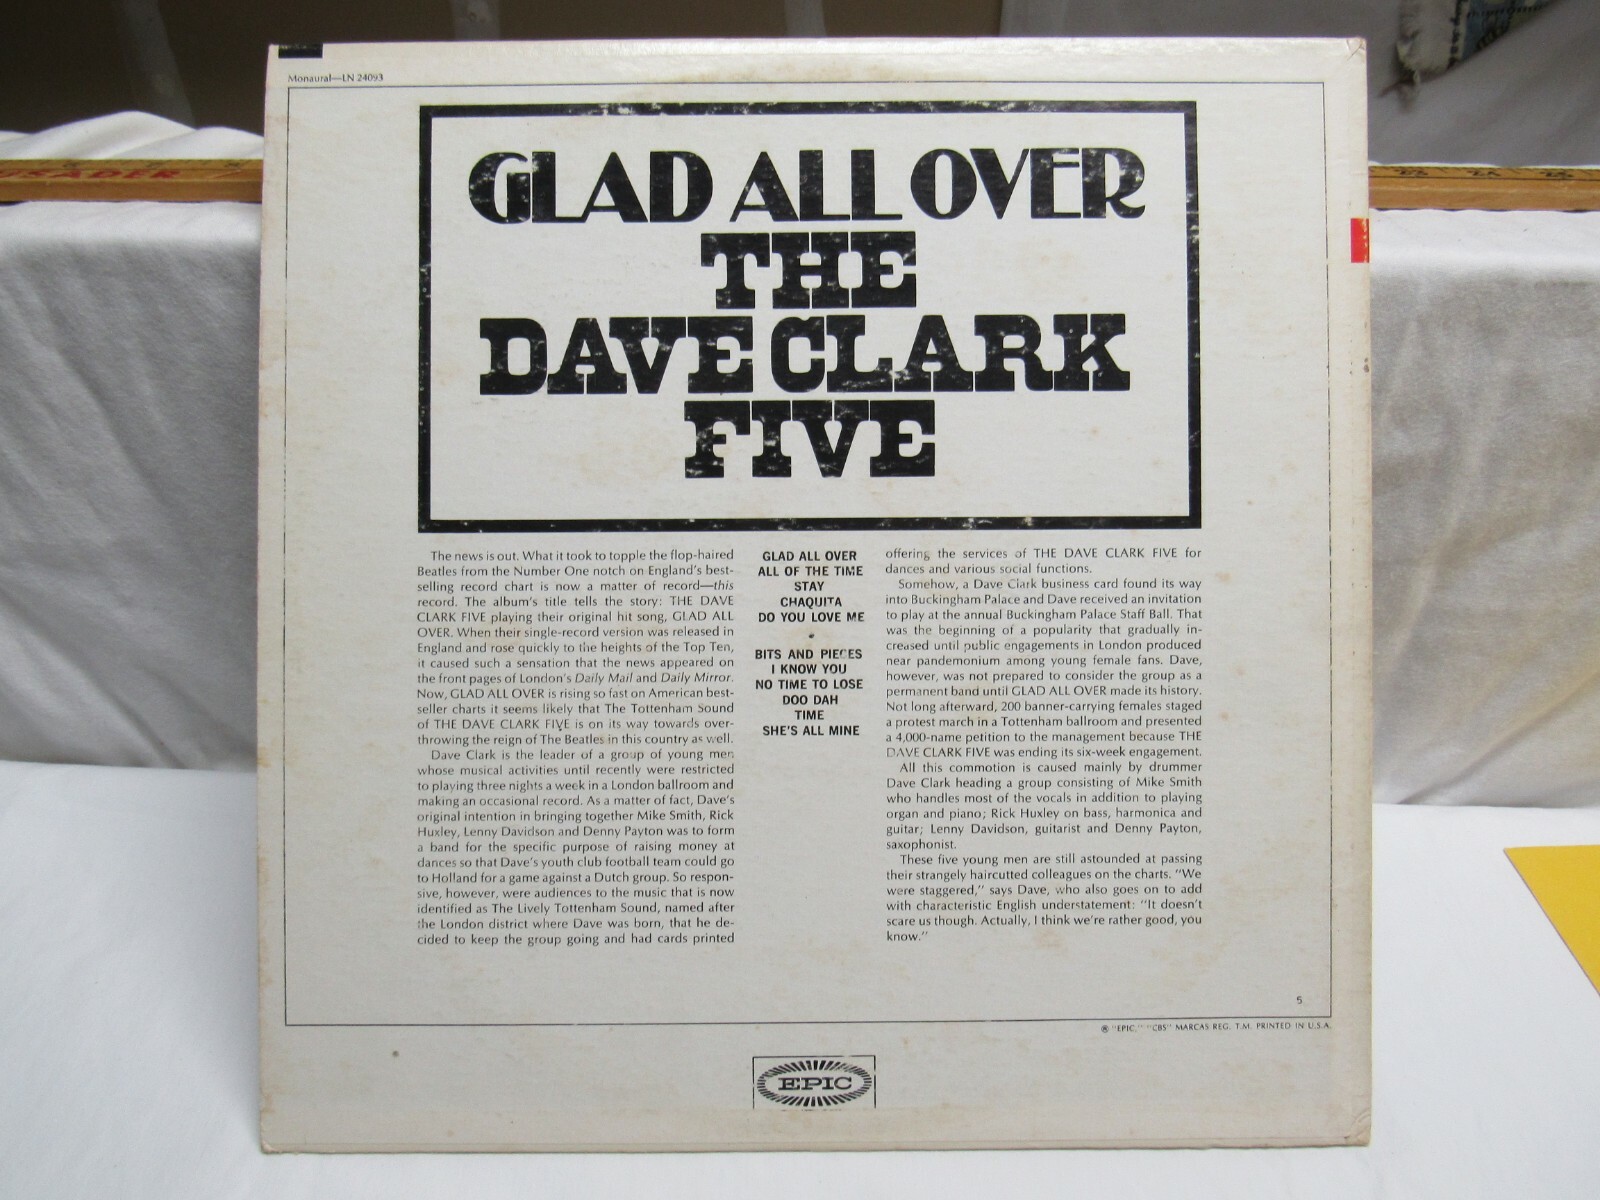 Monaural—LN 24093
USADER
GLAD ALL OVER
THE
DAVE CLARK
FIVE
The news is out. What it took to topple the flop-haired
Beatles from the Number One notch on England's best-
selling record chart is now a matter of record—this
record. The album's title tells the story: THE DAVE
CLARK FIVE playing their original hit song, GLAD ALL
OVER. When their single-record version was released in
England and rose quickly to the heights of the Top Ten,
it caused such a sensation that the news appeared on
the front pages of London's Daily Mail and Daily Mirror.
Now, GLAD ALL OVER is rising so fast on American best-
seller charts it seems likely that The Tottenham Sound
of THE DAVE CLARK FIVE is on its way towards over-
throwing the reign of The Beatles in this country as well.
Dave Clark is the leader of a group of young men
whose musical activities until recently were restricted
to playing three nights a week in a London ballroom and
making an occasional record. As a matter of fact, Dave's
original intention in bringing together Mike Smith, Rick
Huxley, Lenny Davidson and Denny Payton was to form
a band for the specific purpose of raising money at
dances so that Dave's youth club football team could go
to Holland for a game against a Dutch group. So respon-
sive, however, were audiences to the music that is now
identified as The Lively Tottenham Sound, named after
the London district where Dave was born, that he de-
cided to keep the group going and had cards printed
GLAD ALL OVER
ALL OF THE TIME
STAY
CHAQUITA
DO YOU LOVE ME
•
BITS AND PIECES
I KNOW YOU
NO TIME TO LOSE
DOO DAH
TIME
SHE'S ALL MINE
offering the services of THE DAVE CLARK FIVE for
dances and various social functions.
Somehow, a Dave Clark business card found its way
into Buckingham Palace and Dave received an invitation
to play at the annual Buckingham Palace Staff Ball. That
was the beginning of a popularity that gradually in-
creased until public engagements in London produced
near pandemonium among young female fans. Dave,
however, was not prepared to consider the group as a
permanent band until GLAD ALL OVER made its history.
Not long afterward, 200 banner-carrying females staged
a protest march in a Tottenham ballroom and presented
a 4,000-name petition to the management because THE
DAVE CLARK FIVE was ending its six-week engagement.
All this commotion is caused mainly by drummer
Dave Clark heading a group consisting of Mike Smith
who handles most of the vocals in addition to playing
organ and piano; Rick Huxley on bass, harmonica and
guitar; Lenny Davidson, guitarist and Denny Payton,
saxophonist.
These five young men are still astounded at passing
their strangely haircutted colleagues on the charts. "We
were staggered," says Dave, who also goes on to add
with characteristic English understatement: "It doesn't
scare us though. Actually, I think we're rather good, you
know."
5
® "EPIC," "CBS" MARCAS REG. T.M. PRINTED IN U.S.A.
EPIC